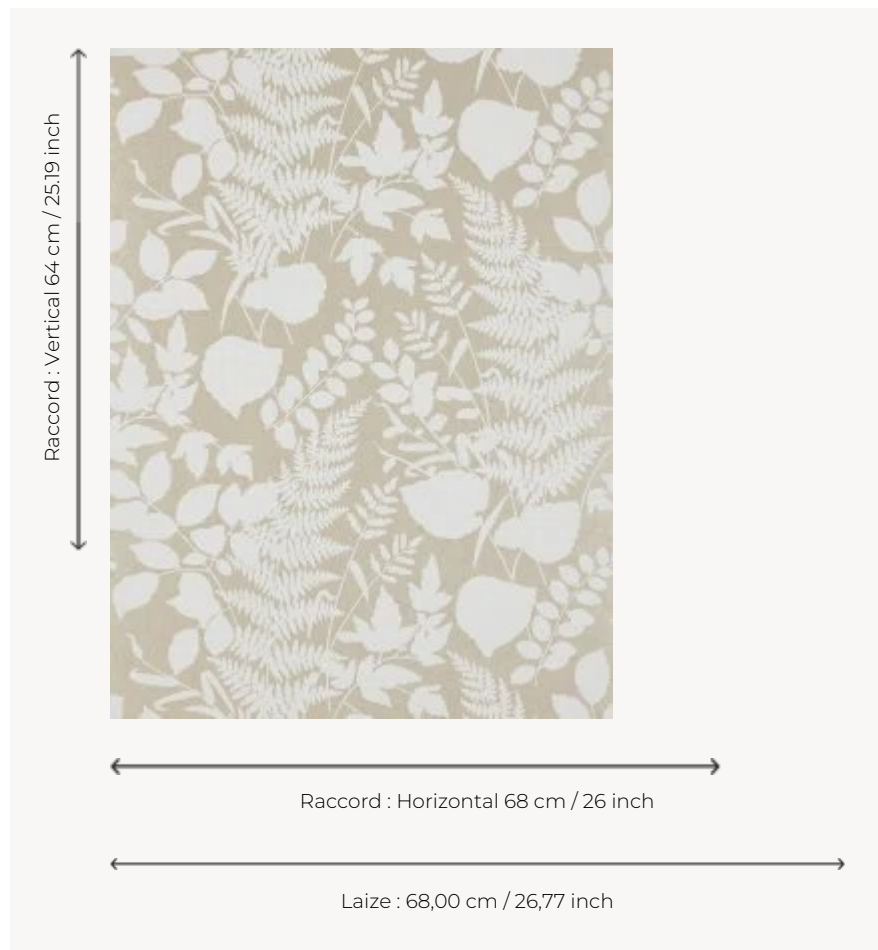 Raccord : Vertical 64 cm / 25.19 inch
Raccord : Horizontal 68 cm / 26 inch
Laize : 68,00 cm / 26,77 inch